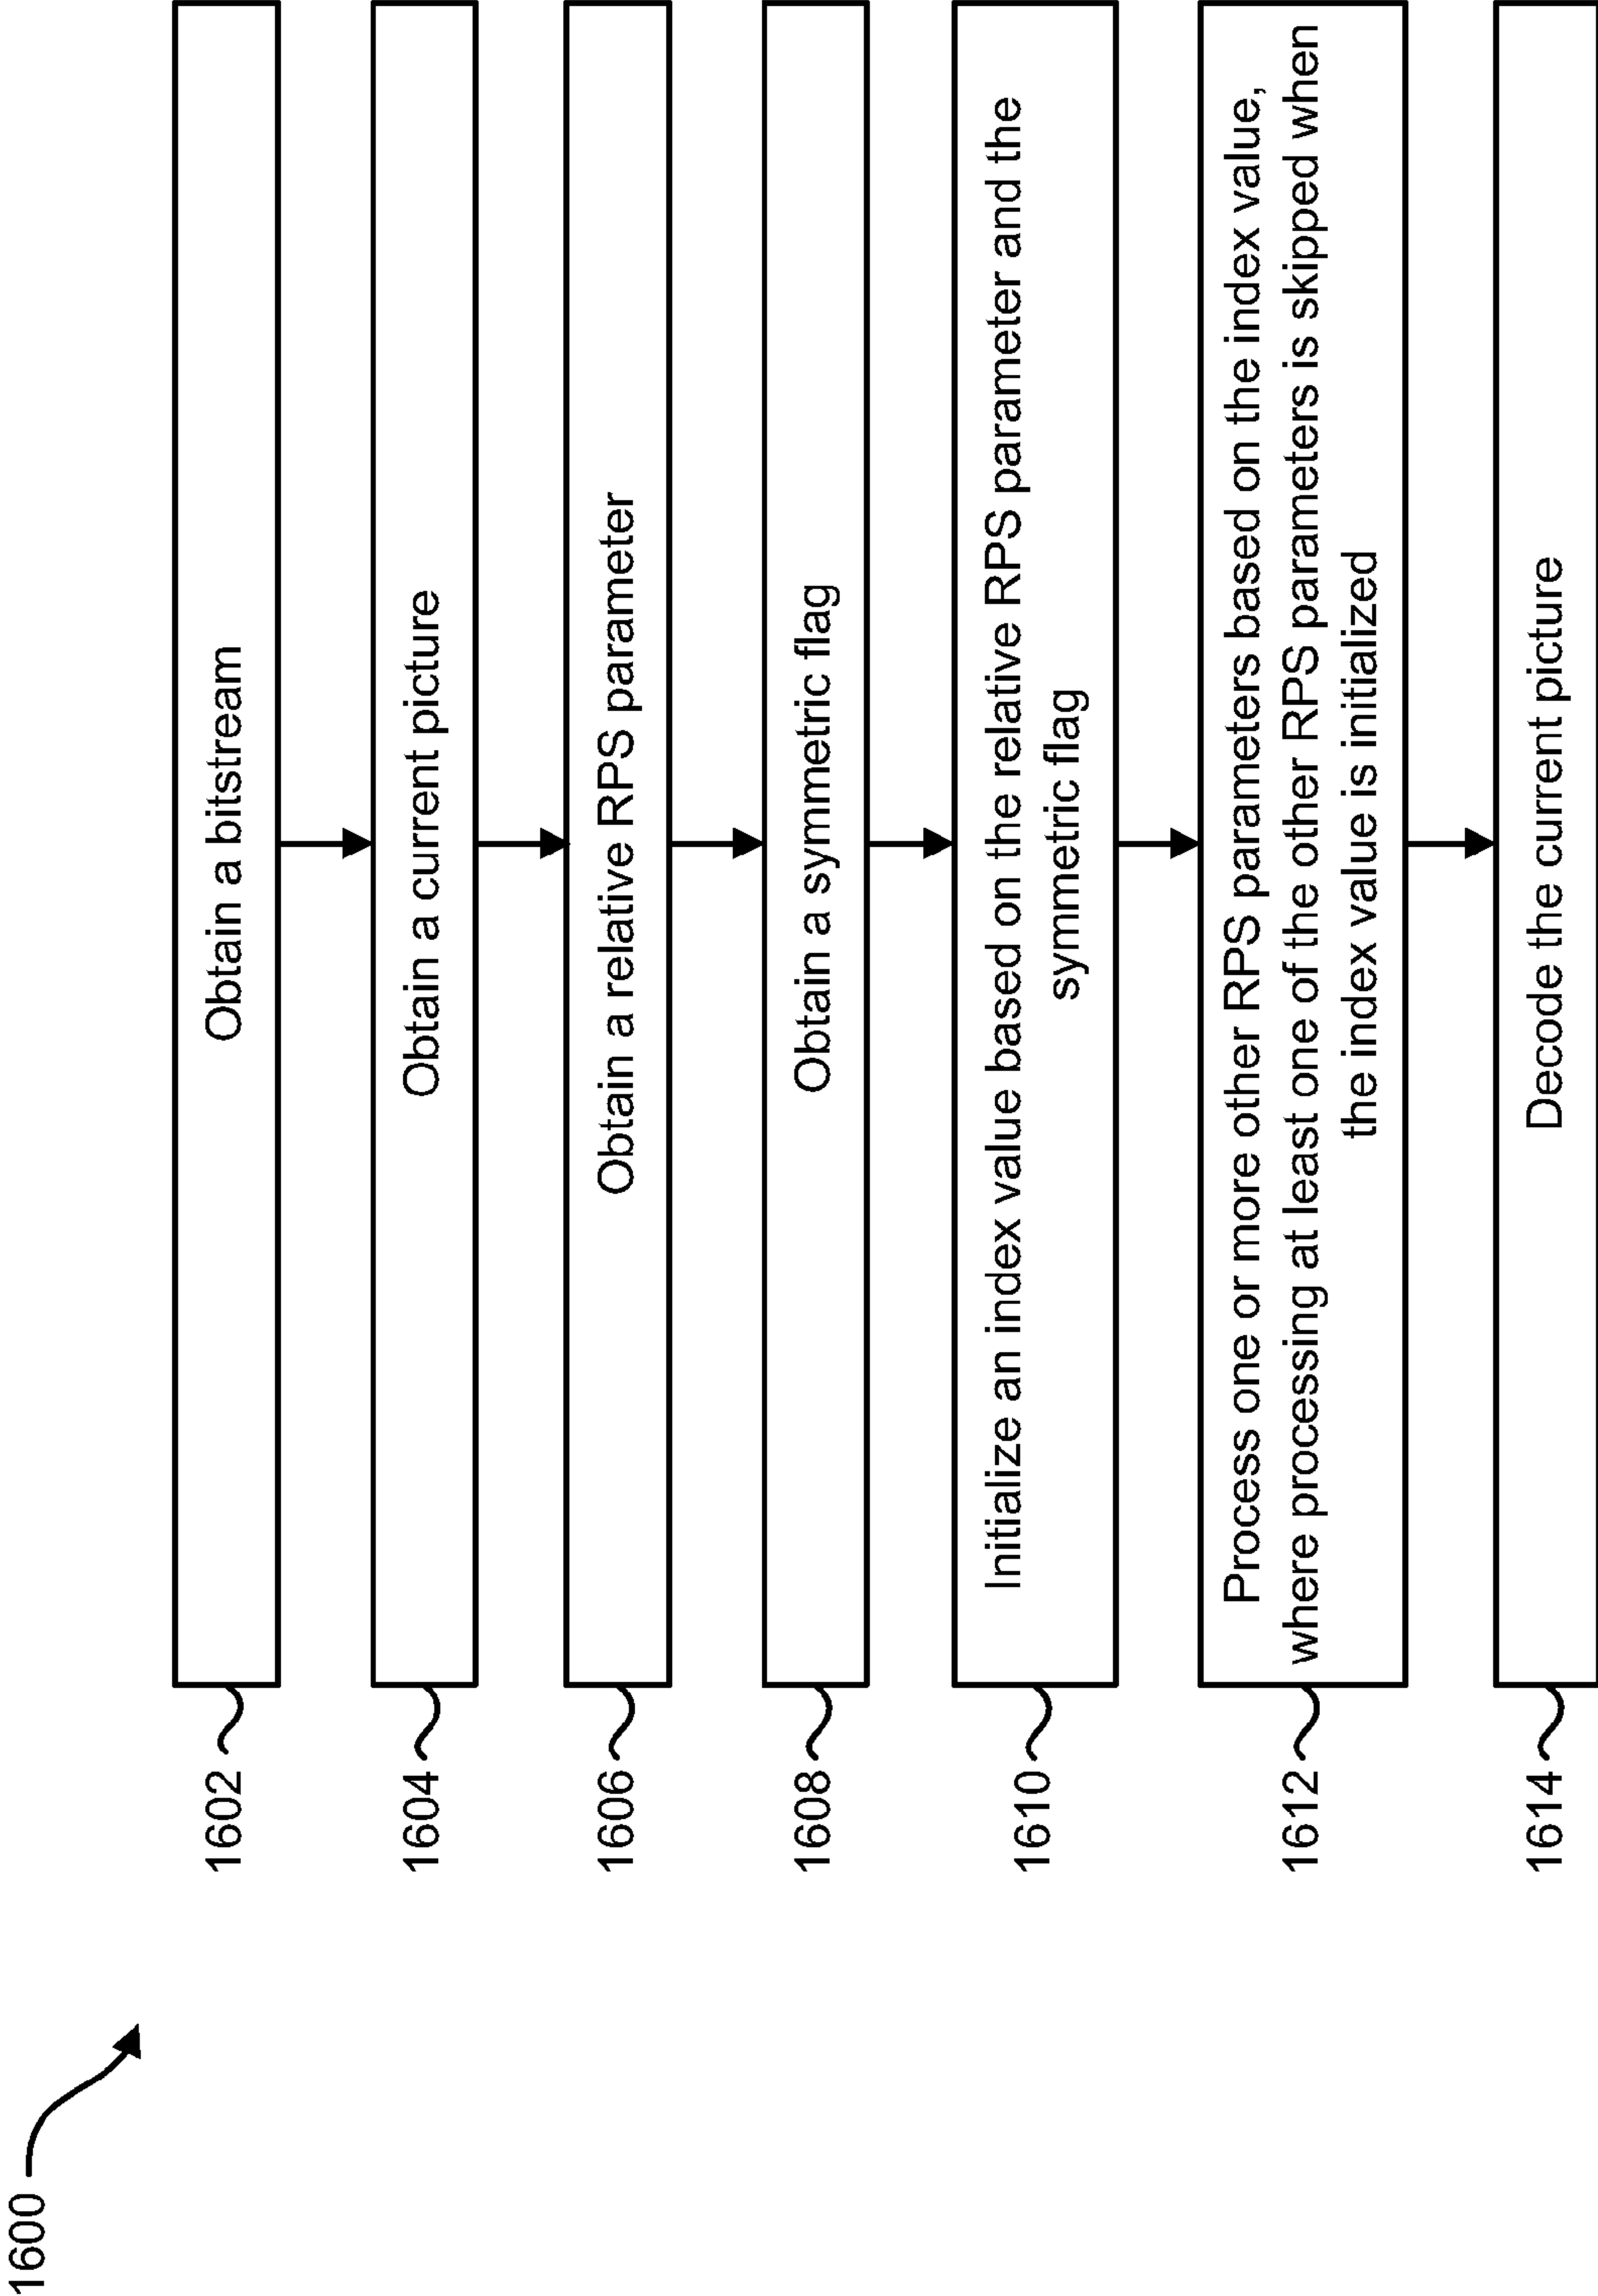 1600
1602
Obtain a bitstream
1604
Obtain a current picture
1606
Obtain a relative RPS parameter
1608
Obtain a symmetric flag
1610
Initialize an index value based on the relative RPS parameter and the
symmetric flag
1612
Process one or more other RPS parameters based on the index value,
where processing at least one of the other RPS parameters is skipped when
the index value is initialized
1614
Decode the current picture